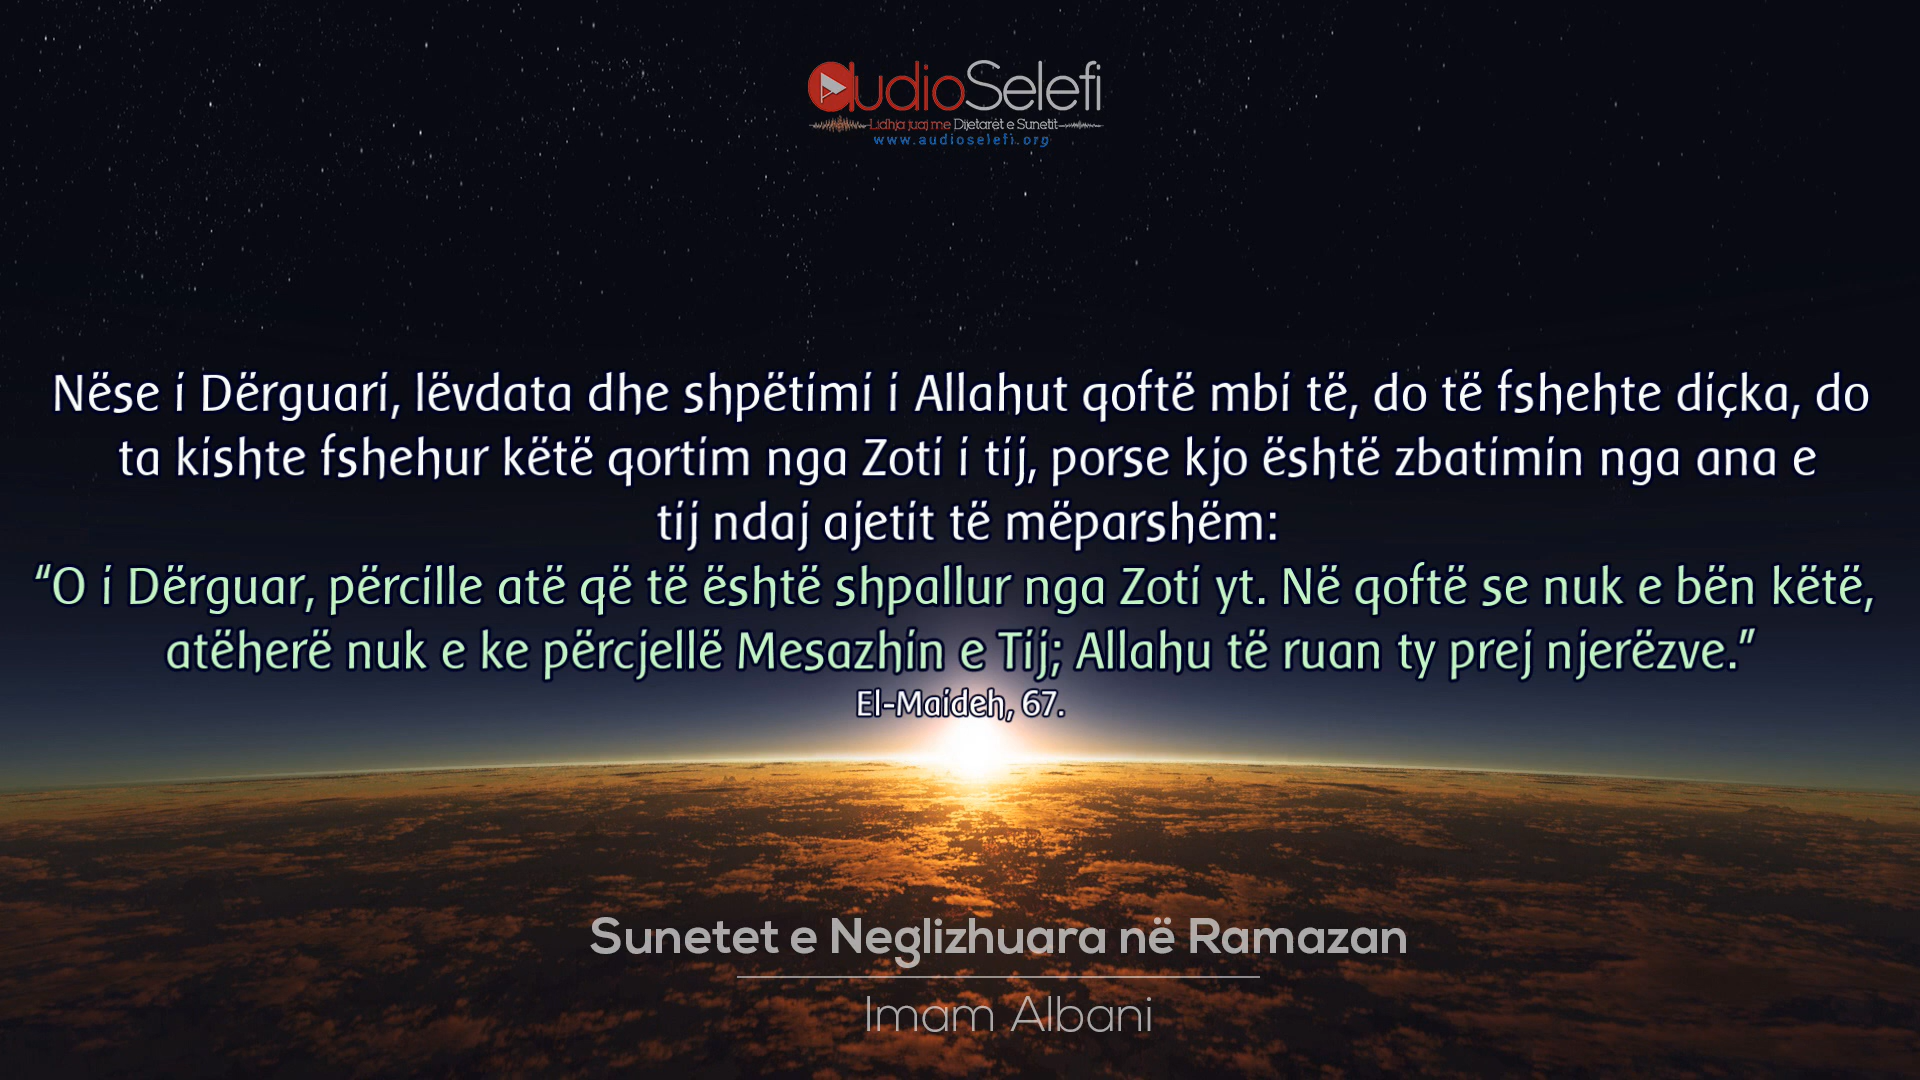 audioSelefi
Lidhja juaj me Dijetarët e Sunetit
www.audioselefi.org
Nëse i Dërguari, lëvdata dhe shpëtimi i Allahut qoftë mbi të, do të fshehte diçka, do
ta kishte fshehur këtë qortim nga Zoti i tij, porse kjo është zbatimin nga ana e
tij ndaj ajetit të mëparshëm:
“O i Dërguar, përcille atë që të është shpallur nga Zoti yt. Në qoftë se nuk e bën këtë,
atëherë nuk e ke përcjellë Mesazhin e Tij; Allahu të ruan ty prej njerëzve.”
El-Maideh, 67.
Sunetet e Neglizhuara në Ramazan
Imam Albani